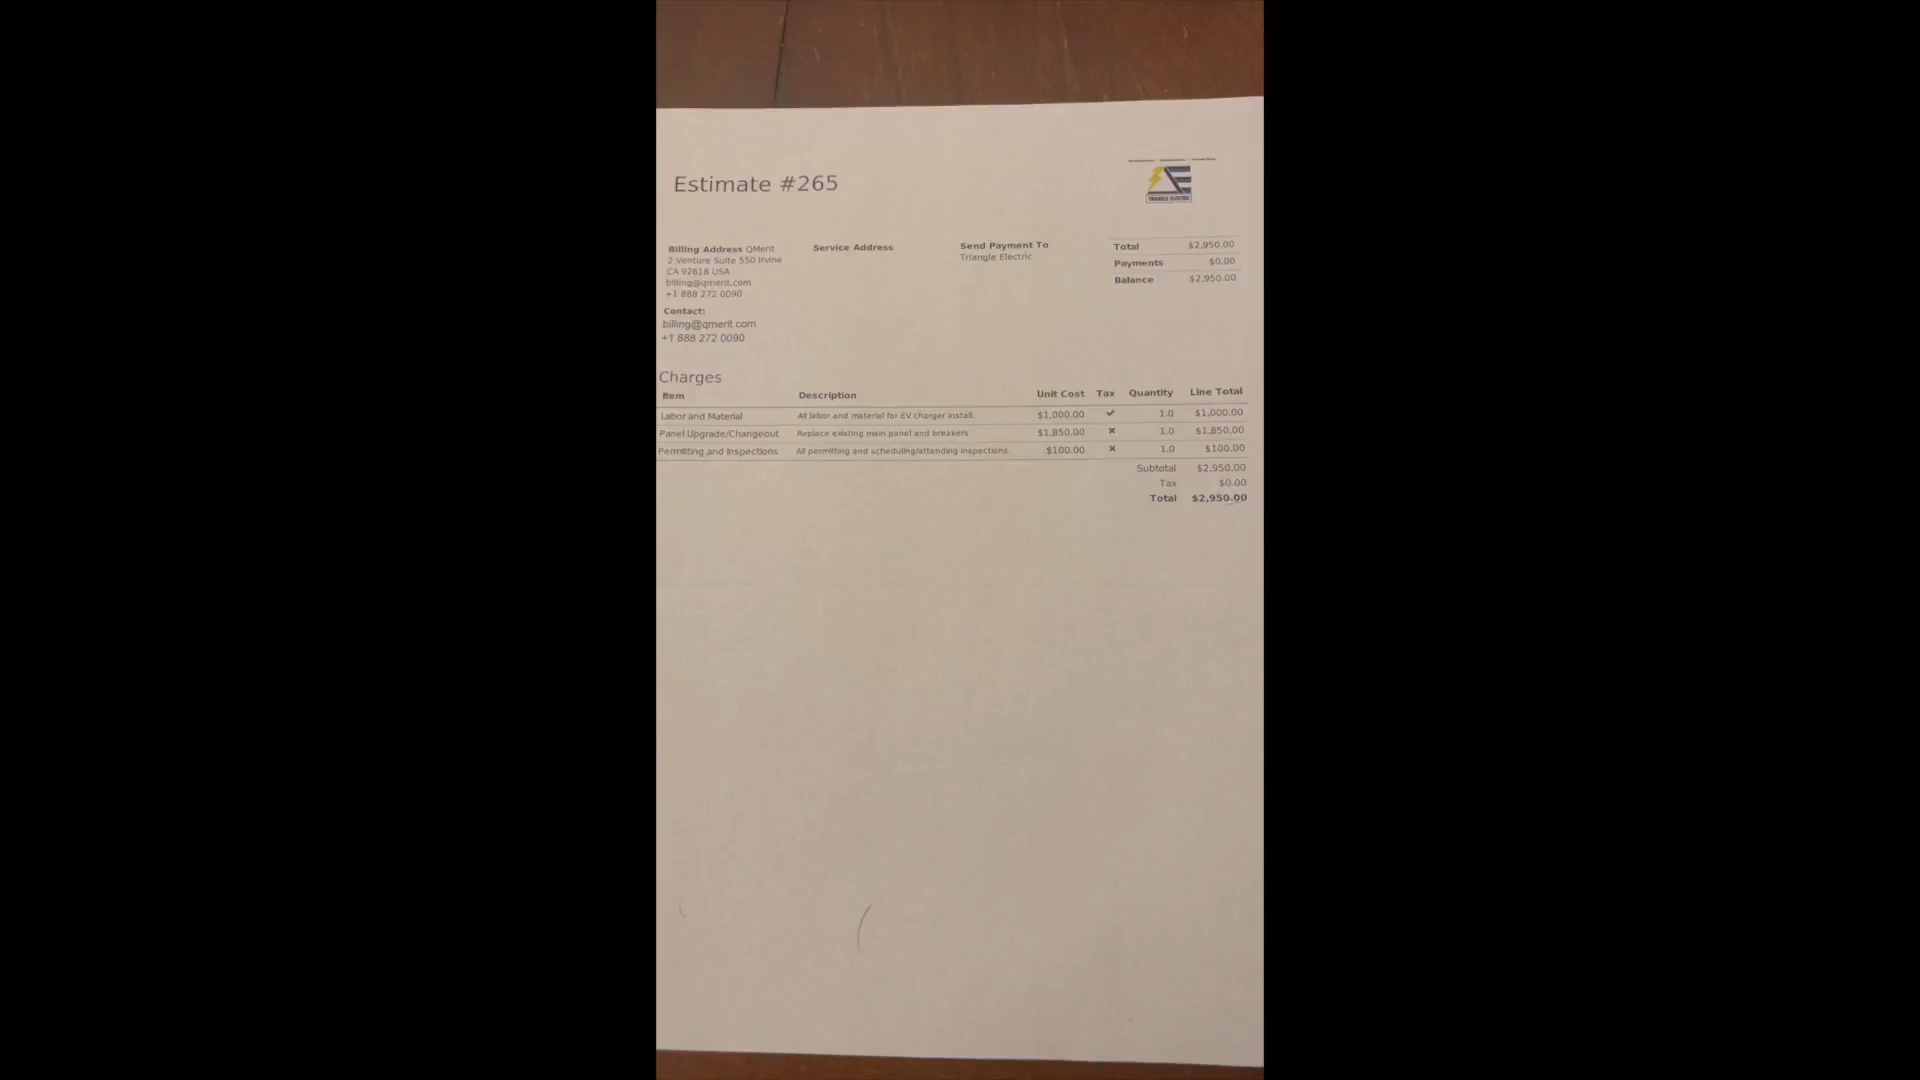 Estimate #265
TRIANGLE ELECTRIC
Billing Address QMerit
2 Venture Suite 550 Irvine
CA 92618 USA
billing@qmerit.com
+1 888 272 0090
Contact:
billing@qmerit.com
+1 888 272 0090
Service Address
Send Payment To
Triangle Electric
Total $2,950.00
Payments $0.00
Balance $2,950.00
Charges
Item Description Unit Cost Tax Quantity Line Total
Labor and Material All labor and material for EV charger install. $1,000.00 ✔ 1.0 $1,000.00
Panel Upgrade/Changeout Replace existing main panel and breakers $1,850.00 ✖ 1.0 $1,850.00
Permitting and Inspections All permitting and scheduling/attending inspections. $100.00 ✖ 1.0 $100.00
Subtotal $2,950.00
Tax $0.00
Total $2,950.00